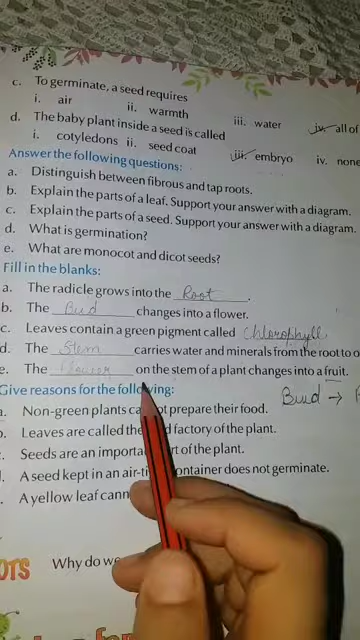 c. To germinate, a seed requires
i. air ii. warmth iii. water iv. all of
d. The baby plant inside a seed is called
i. cotyledons ii. seed coat iii. embryo iv. none
Answer the following questions:
a. Distinguish between fibrous and tap roots.
b. Explain the parts of a leaf. Support your answer with a diagram.
c. Explain the parts of a seed. Support your answer with a diagram.
d. What is germination?
e. What are monocot and dicot seeds?
Fill in the blanks:
a. The radicle grows into the Root.
b. The Bud changes into a flower.
c. Leaves contain a green pigment called Chlorophyll
d. The Stem carries water and minerals from the root to o
e. The Flower on the stem of a plant changes into a fruit.
Bud →
Give reasons for the following:
a. Non-green plants ca ot prepare their food.
b. Leaves are called the d factory of the plant.
Seeds are an importa rt of the plant.
A seed kept in an air-ti ontainer does not germinate.
A yellow leaf cann
OTS Why do we